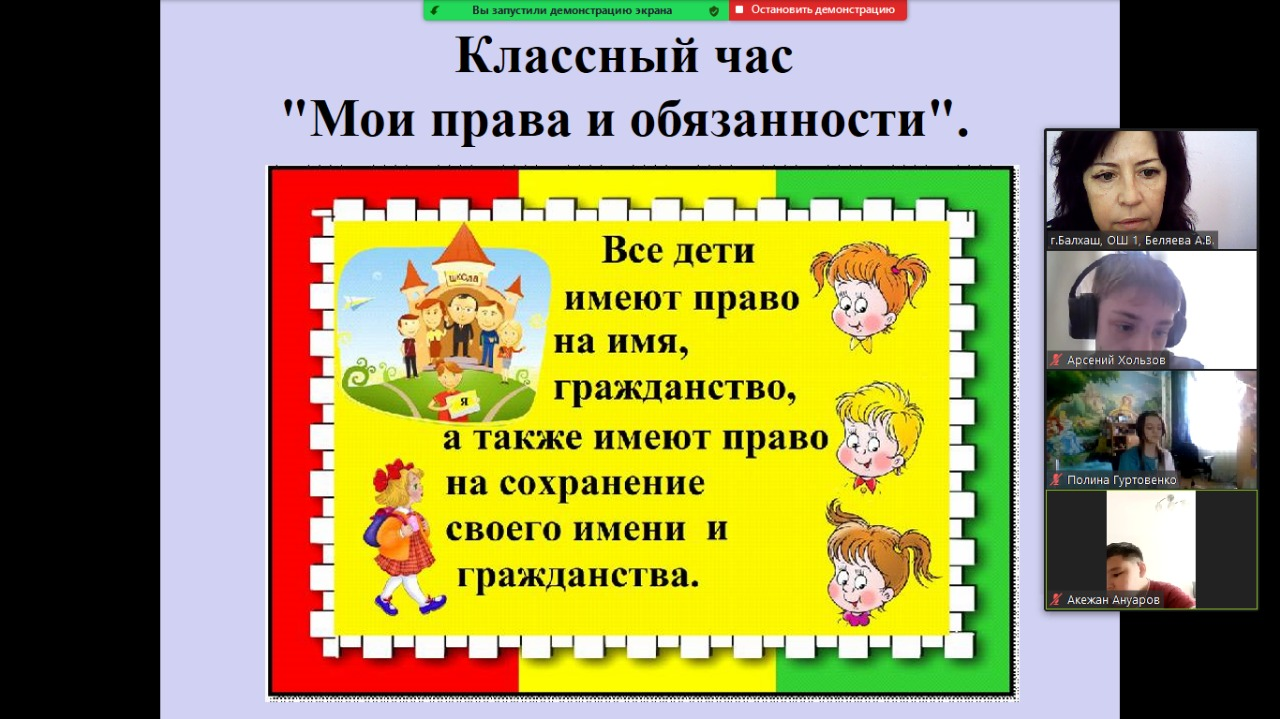 Вы запустили демонстрацию экрана
Остановить демонстрацию
Классный час
"Мои права и обязанности".
школа
я
Все дети
имеют право
на имя,
гражданство,
а также имеют право
на сохранение
своего имени и
гражданства.
г.Балхаш, ОШ 1, Беляева А.В.
Арсений Хользов
Полина Гуртовенко
Акежан Ануаров